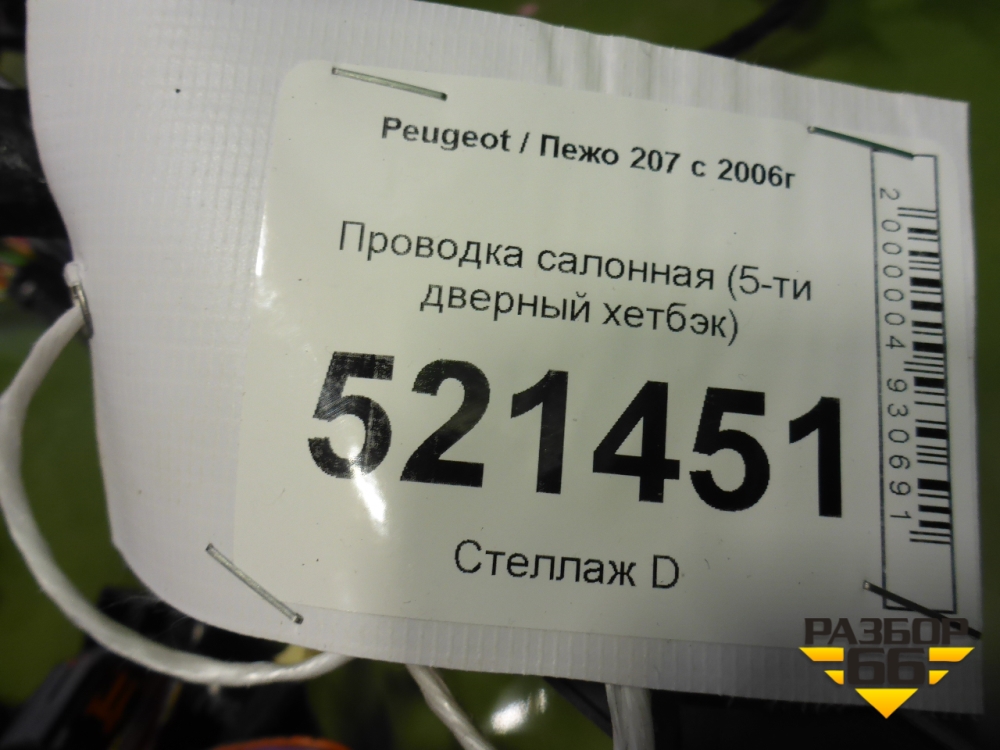 Peugeot / Пежо 207 с 2006г
Проводка салонная (5-ти
дверный хетбэк)
521451
Стеллаж D
2000004930691
РАЗБОР
66